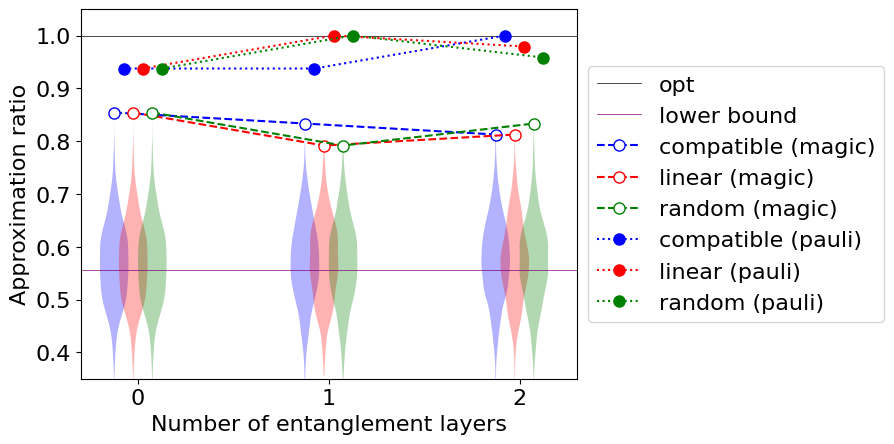 1.0
0.9
0.8
0.7
0.6
0.5
0.4
Approximation ratio
0 1 2
Number of entanglement layers
opt
lower bound
compatible (magic)
linear (magic)
random (magic)
compatible (pauli)
linear (pauli)
random (pauli)